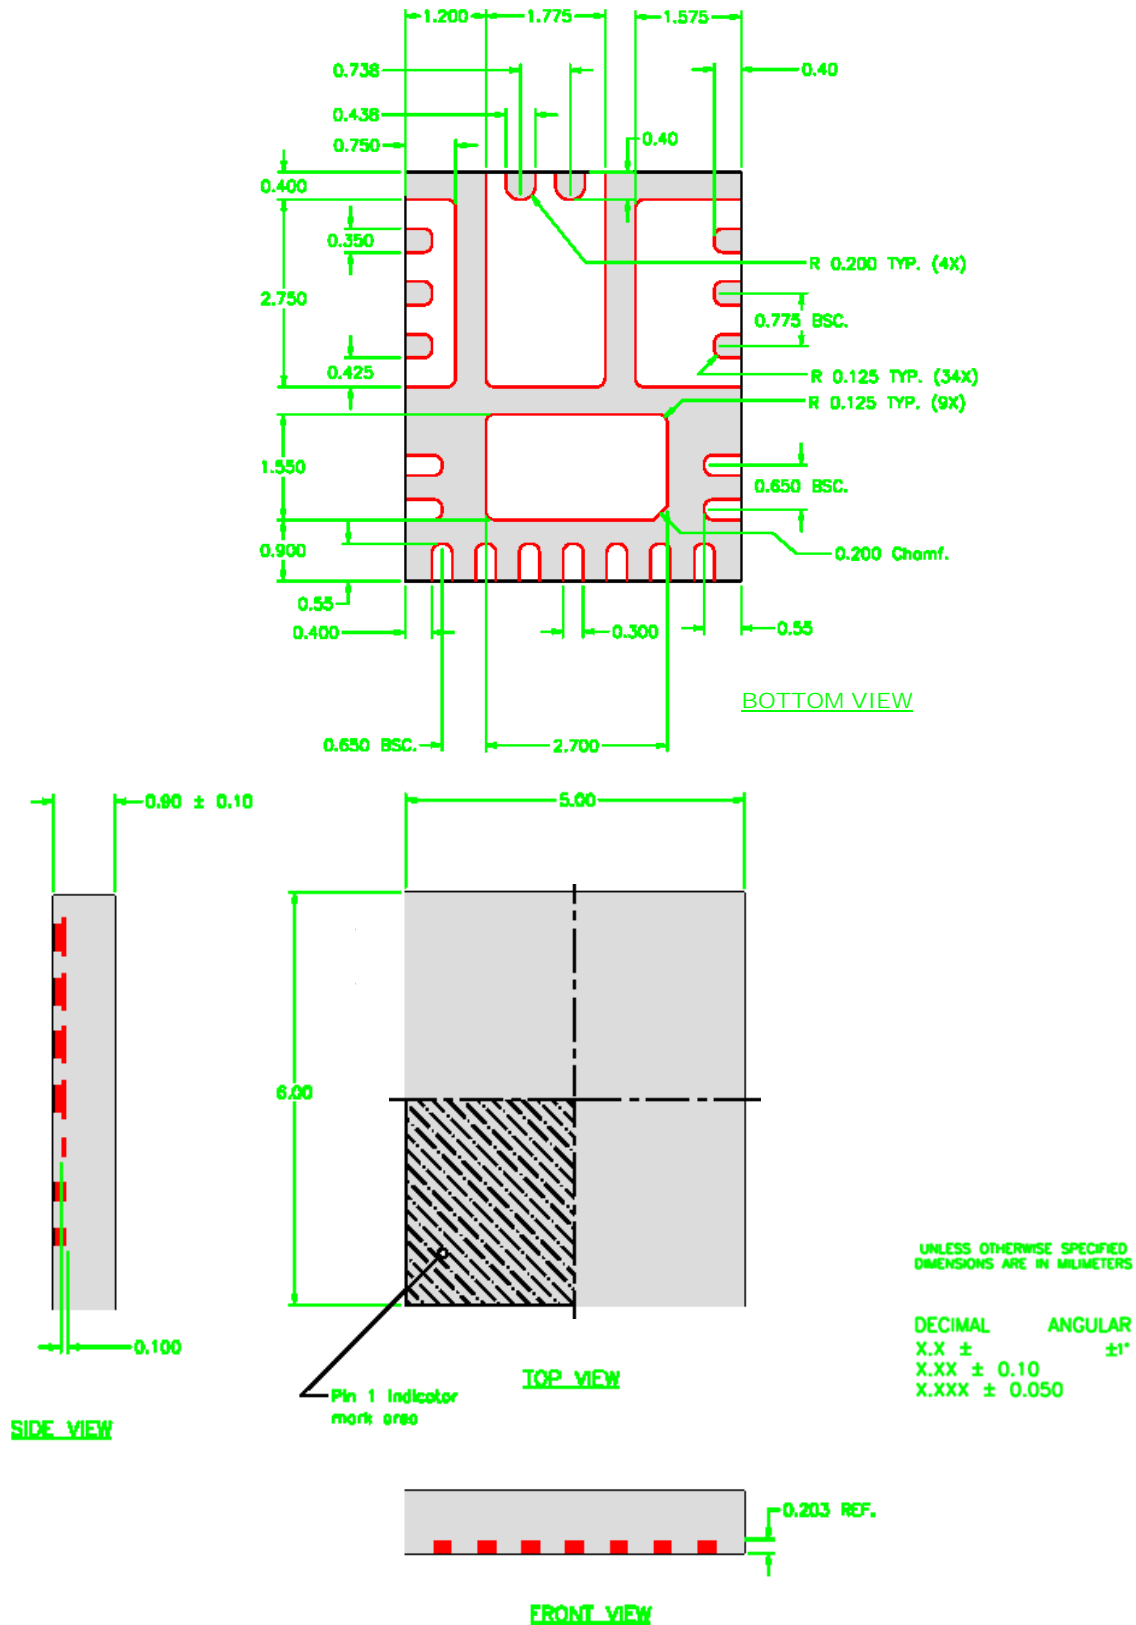 1.200
1.775
1.575
0.738
0.40
0.438
0.40
0.750
0.400
0.350
R 0.200 TYP. (4X)
2.750
0.775 BSC.
0.425
R 0.125 TYP. (34X)
R 0.125 TYP. (9X)
1.550
0.650 BSC.
0.900
0.200 Chamf.
0.55
0.400
0.300
0.55
BOTTOM VIEW
0.650 BSC.
2.700
0.90 ± 0.10
5.00
6.00
UNLESS OTHERWISE SPECIFIED
DIMENSIONS ARE IN MILIMETERS
DECIMAL ANGULAR
X.X ± ±1°
X.XX ± 0.10
X.XXX ± 0.050
0.100
TOP VIEW
Pin 1 Indicator
mark area
SIDE VIEW
0.203 REF.
FRONT VIEW